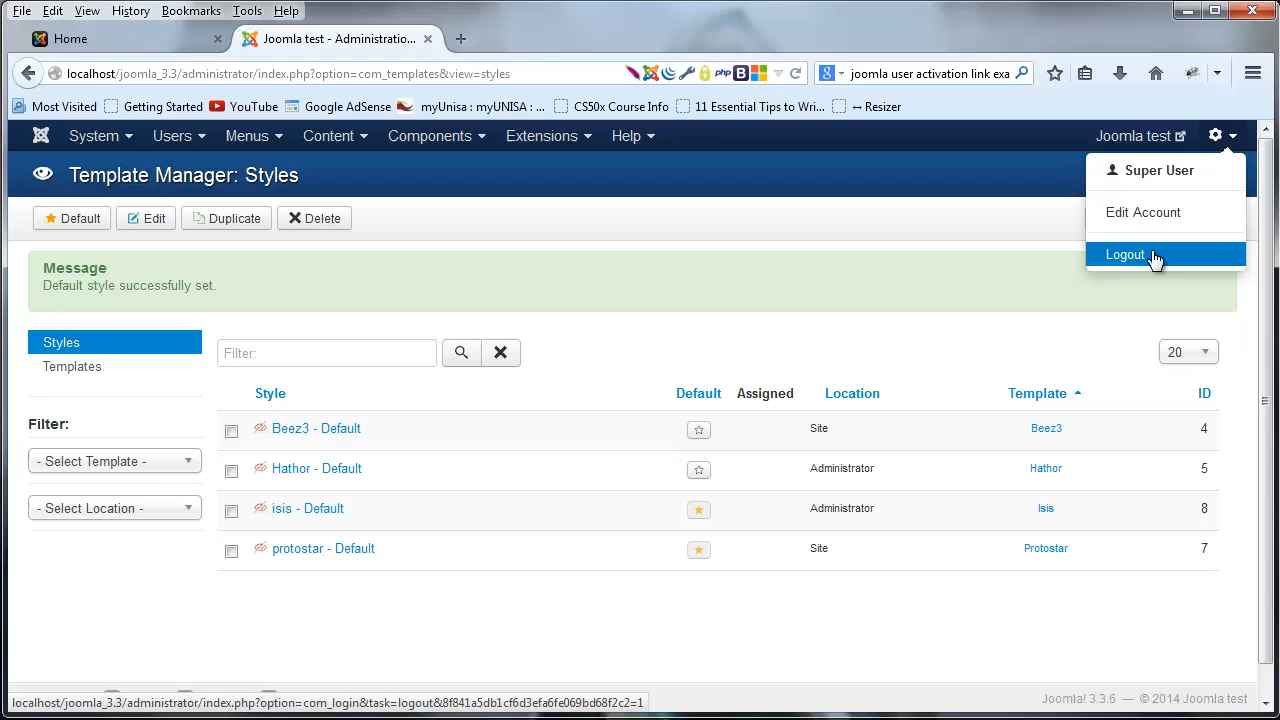 File Edit View History Bookmarks Tools Help
Home
Joomla test - Administratio...
localhost/joomla_3.3/administrator/index.php?option=com_templates&view=styles
php
B
joomla user activation link exa
Most Visited Getting Started YouTube Google AdSense myUnisa : myUNISA : ... CS50x Course Info 11 Essential Tips to Wri... ↔ Resizer
System Users Menus Content Components Extensions Help Joomla test
Template Manager: Styles
Super User
Edit Account
Logout
Default Edit Duplicate Delete
Message
Default style successfully set.
Styles
Templates
Filter:
- Select Template -
- Select Location -
Filter:
20
Style Default Assigned Location Template ID
Beez3 - Default Site Beez3 4
Hathor - Default Administrator Hathor 5
isis - Default Administrator Isis 8
protostar - Default Site Protostar 7
Joomla! 3.3.6 — © 2014 Joomla test
localhost/joomla_3.3/administrator/index.php?option=com_login&task=logout&8f841a5db1cf6d3efa6fe069bd68f2c2=1